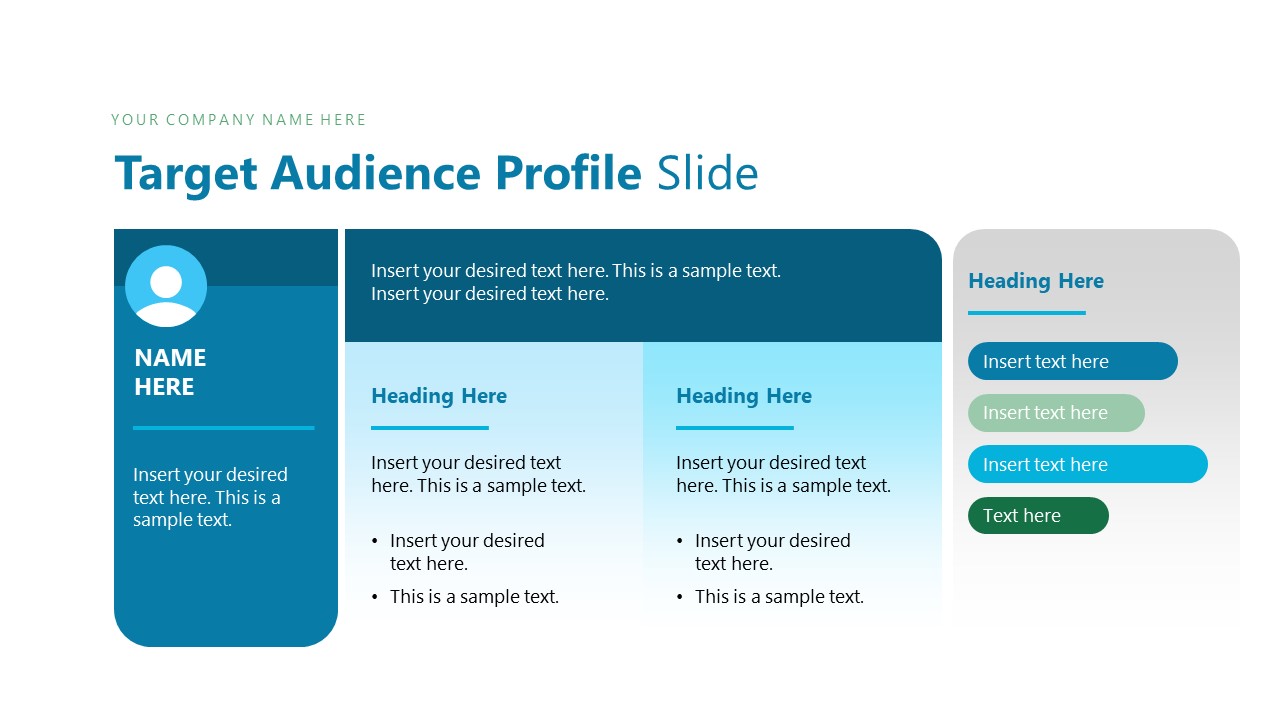 YOUR COMPANY NAME HERE
Target Audience Profile Slide
NAME
HERE
Insert your desired
text here. This is a
sample text.
Insert your desired text here. This is a sample text.
Insert your desired text here.
Heading Here
Insert your desired text
here. This is a sample text.
• Insert your desired
text here.
• This is a sample text.
Heading Here
Insert your desired text
here. This is a sample text.
• Insert your desired
text here.
• This is a sample text.
Heading Here
Insert text here
Insert text here
Insert text here
Text here